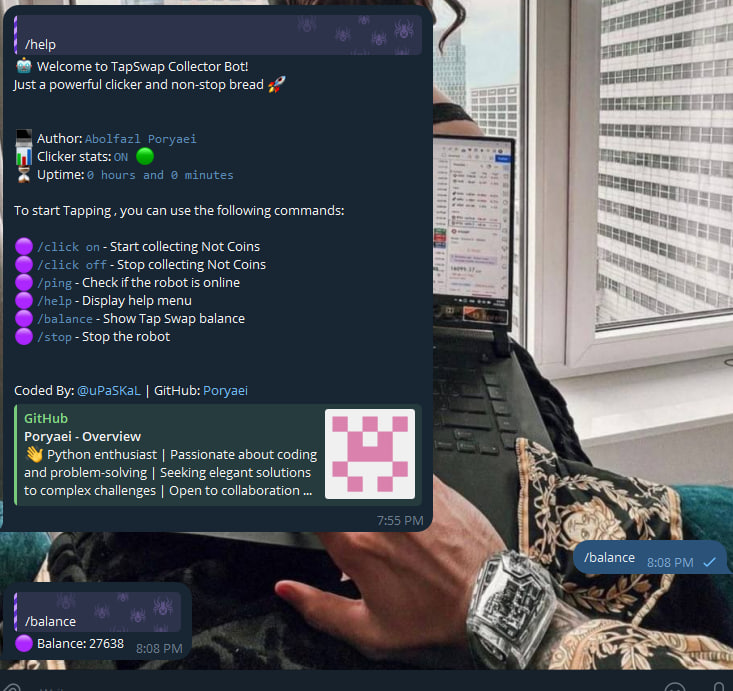 /help
🤖 Welcome to TapSwap Collector Bot!
Just a powerful clicker and non-stop bread 🚀
💻 Author: Abolfazl Poryaei
📊 Clicker stats: ON 🟢
⏳ Uptime: 0 hours and 0 minutes
To start Tapping , you can use the following commands:
🟣 /click on - Start collecting Not Coins
🟣 /click off - Stop collecting Not Coins
🟣 /ping - Check if the robot is online
🟣 /help - Display help menu
🟣 /balance - Show Tap Swap balance
🟣 /stop - Stop the robot
Coded By: @uPaSKaL | GitHub: Poryaei
GitHub
Poryaei - Overview
👋 Python enthusiast | Passionate about coding
and problem-solving | Seeking elegant solutions
to complex challenges | Open to collaboration ...
7:55 PM
/balance 8:08 PM
/balance
🟣 Balance: 27638 8:08 PM